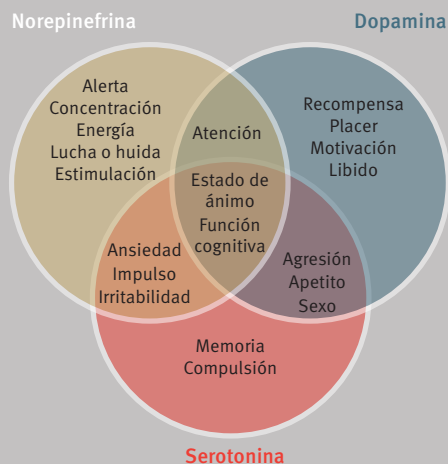 Norepinefrina
Dopamina
Alerta
Concentración
Energía
Lucha o huida
Estimulación
Atención
Recompensa
Placer
Motivación
Libido
Estado de
ánimo
Función
cognitiva
Ansiedad
Impulso
Irritabilidad
Agresión
Apetito
Sexo
Memoria
Compulsión
Serotonina